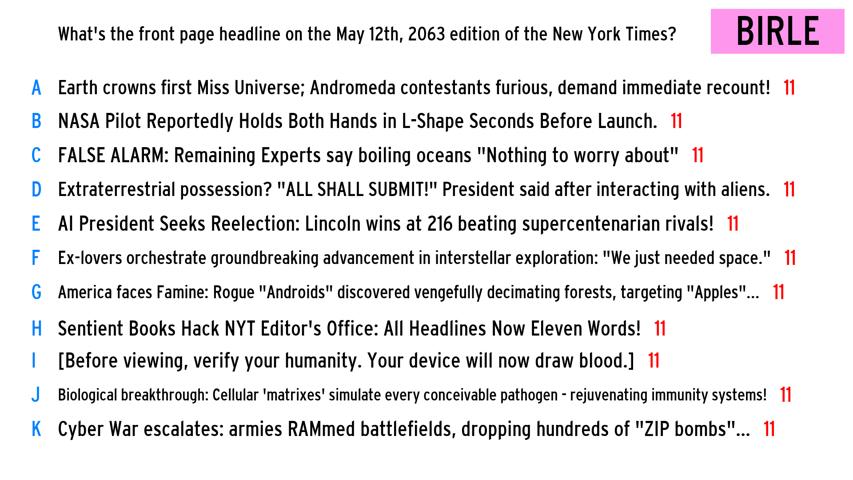 What's the front page headline on the May 12th, 2063 edition of the New York Times?
BIRLE
A Earth crowns first Miss Universe; Andromeda contestants furious, demand immediate recount! 11
B NASA Pilot Reportedly Holds Both Hands in L-Shape Seconds Before Launch. 11
C FALSE ALARM: Remaining Experts say boiling oceans "Nothing to worry about" 11
D Extraterrestrial possession? "ALL SHALL SUBMIT!" President said after interacting with aliens. 11
E AI President Seeks Reelection: Lincoln wins at 216 beating supercentenarian rivals! 11
F Ex-lovers orchestrate groundbreaking advancement in interstellar exploration: "We just needed space." 11
G America faces Famine: Rogue "Androids" discovered vengefully decimating forests, targeting "Apples"... 11
H Sentient Books Hack NYT Editor's Office: All Headlines Now Eleven Words! 11
I [Before viewing, verify your humanity. Your device will now draw blood.] 11
J Biological breakthrough: Cellular 'matrixes' simulate every conceivable pathogen - rejuvenating immunity systems! 11
K Cyber War escalates: armies RAMmed battlefields, dropping hundreds of "ZIP bombs"... 11